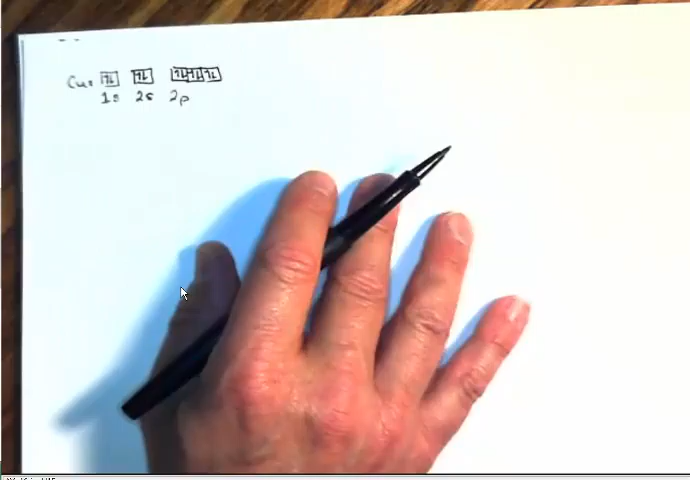 Cu: ⇅ ⇅ ⇅⇅⇅
1s 2s 2p